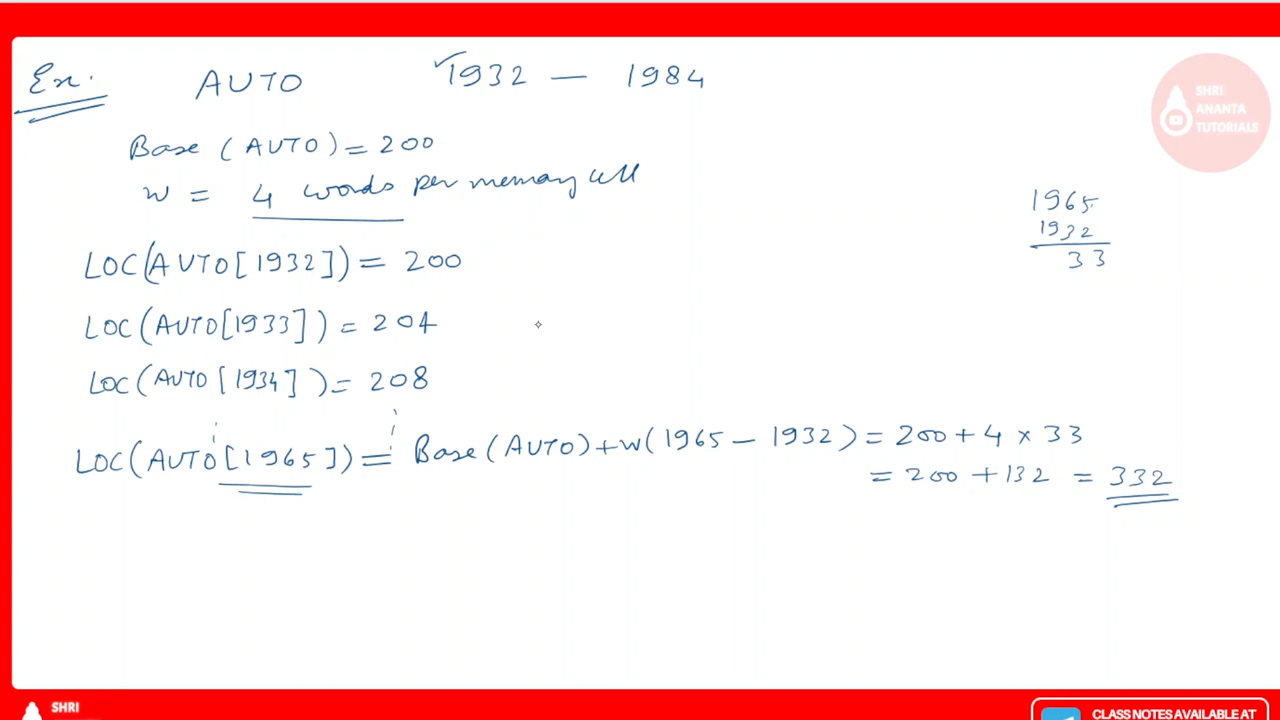 Ex. AUTO 1932 — 1984
SHRI
ANANTA
TUTORIALS
Base (AUTO) = 200
w = 4 words per memory cell
1965
1932
33
LOC(AUTO[1932]) = 200
LOC(AUTO[1933]) = 204
LOC(AUTO[1934]) = 208
LOC(AUTO[1965]) = Base(AUTO)+w(1965 — 1932) = 200 + 4 × 33
= 200 + 132 = 332
SHRI
CLASS NOTES AVAILABLE AT